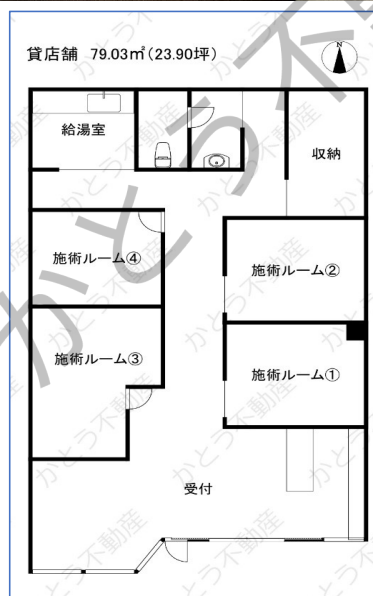 貸店舗 79.03㎡(23.90坪)
N
給湯室
収納
施術ルーム④
施術ルーム②
施術ルーム③
施術ルーム①
受付
かとう不動産